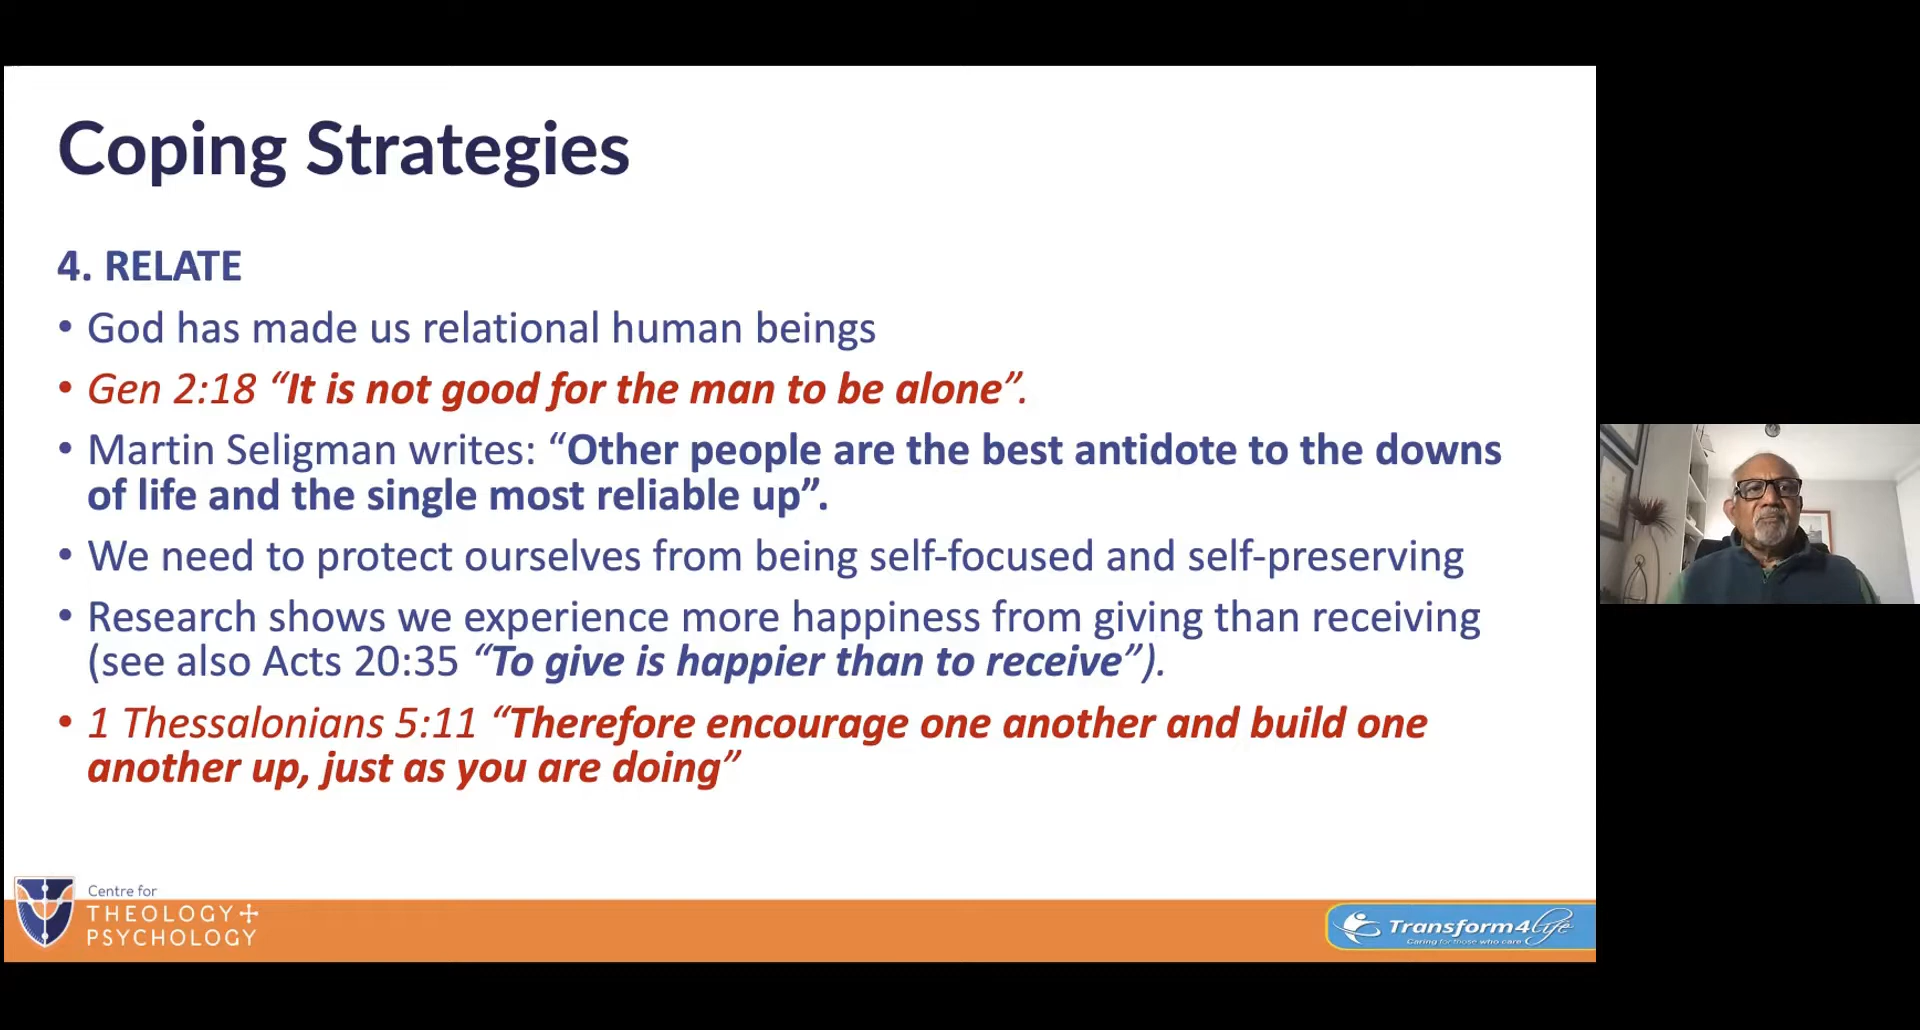 Coping Strategies
4. RELATE
• God has made us relational human beings
• Gen 2:18 “It is not good for the man to be alone”.
• Martin Seligman writes: “Other people are the best antidote to the downs
of life and the single most reliable up”.
• We need to protect ourselves from being self-focused and self-preserving
• Research shows we experience more happiness from giving than receiving
(see also Acts 20:35 “To give is happier than to receive”).
• 1 Thessalonians 5:11 “Therefore encourage one another and build one
another up, just as you are doing”
Centre for
THEOLOGY+
PSYCHOLOGY
Transform4life
Caring for those who care